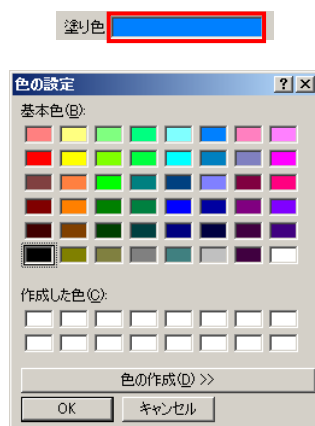 塗り色
色の設定
基本色(B):
作成した色(C):
色の作成(D) >>
OK キャンセル